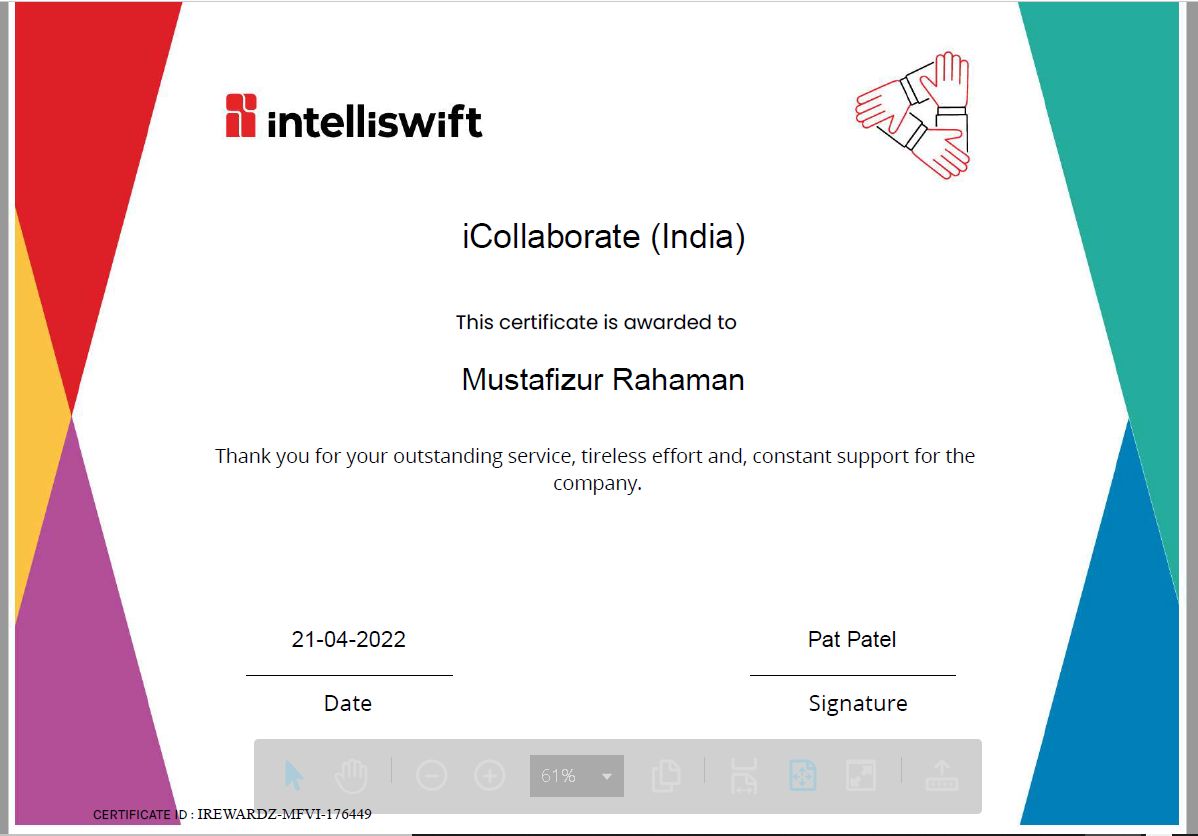 intelliswift
iCollaborate (India)
This certificate is awarded to
Mustafizur Rahaman
Thank you for your outstanding service, tireless effort and, constant support for the
company.
21-04-2022
Pat Patel
Date
Signature
61%
CERTIFICATE ID : IREWARDZ-MFVI-176449